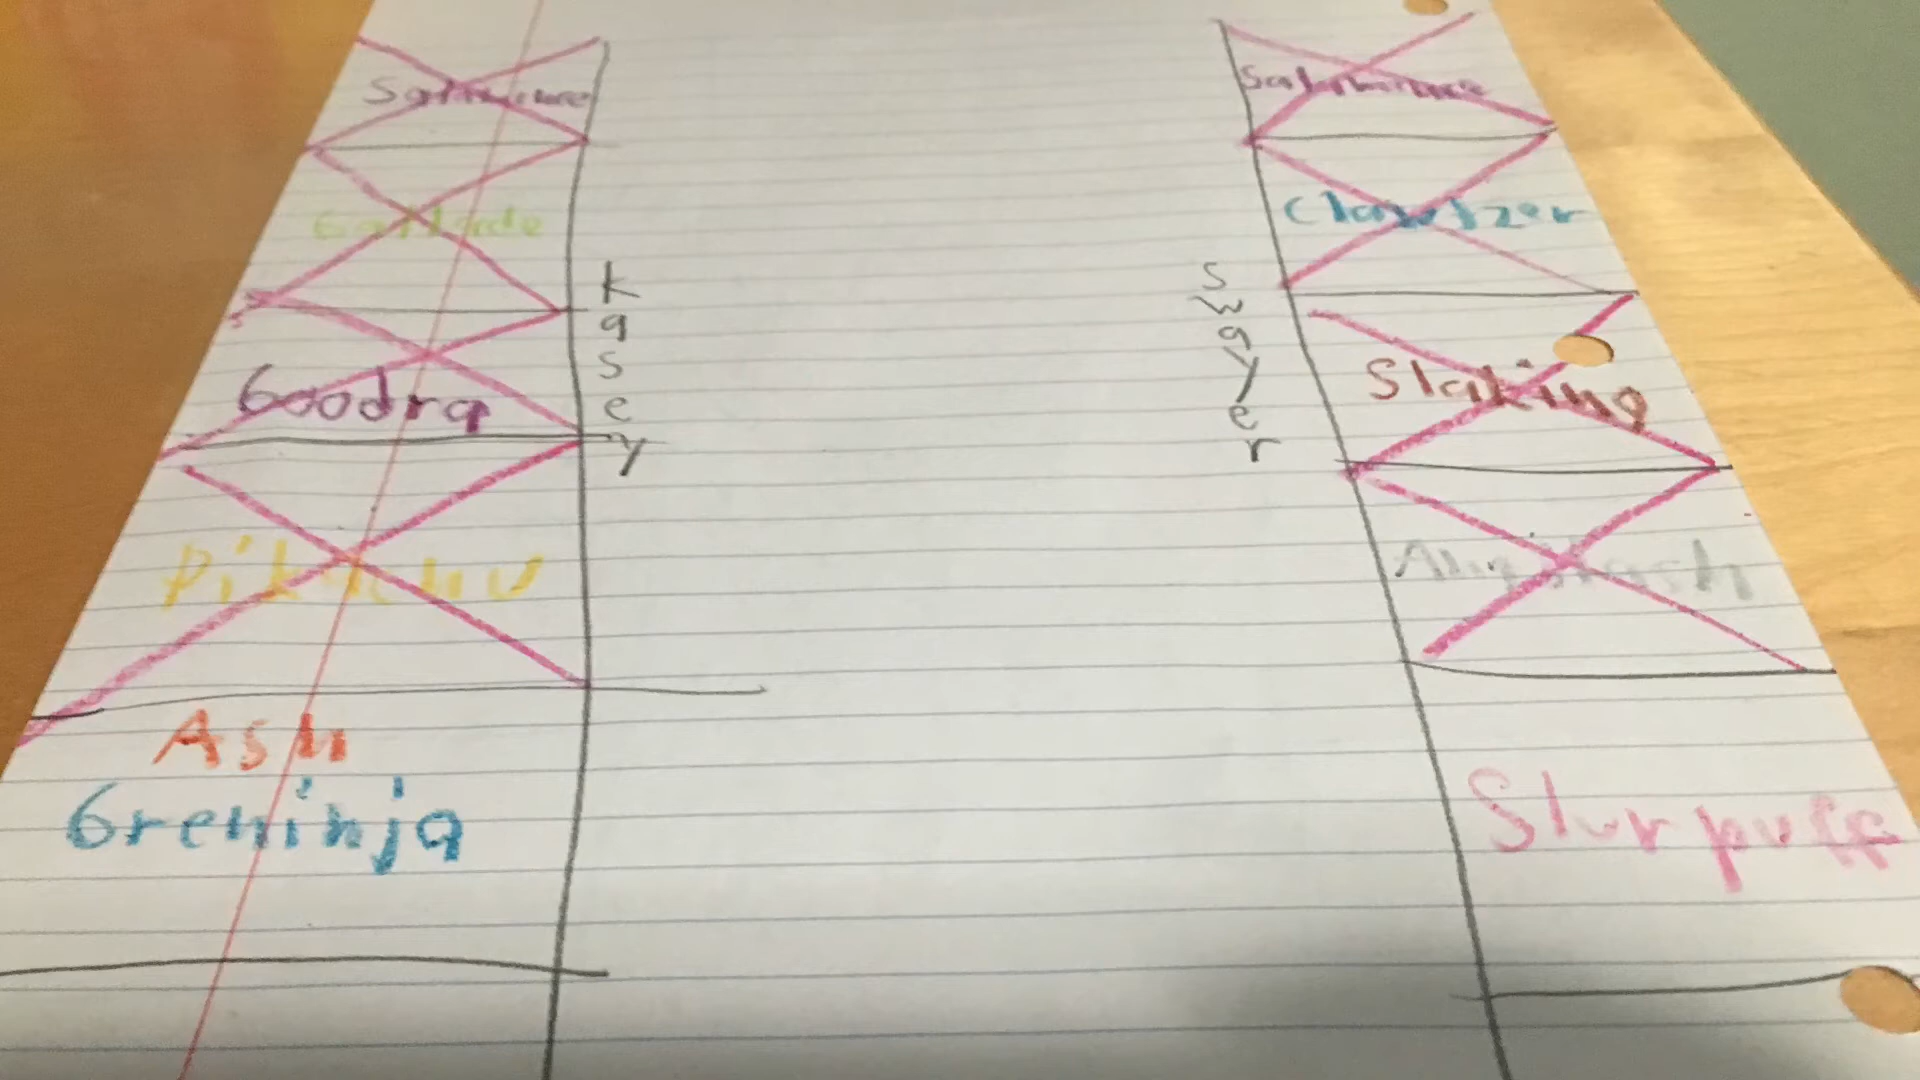 Salamence
Gallade
Goodra
Pikachu
Ash
Greninja
Kasey
Sawyer
Salamence
Clawitzer
Slaking
Slurpuff